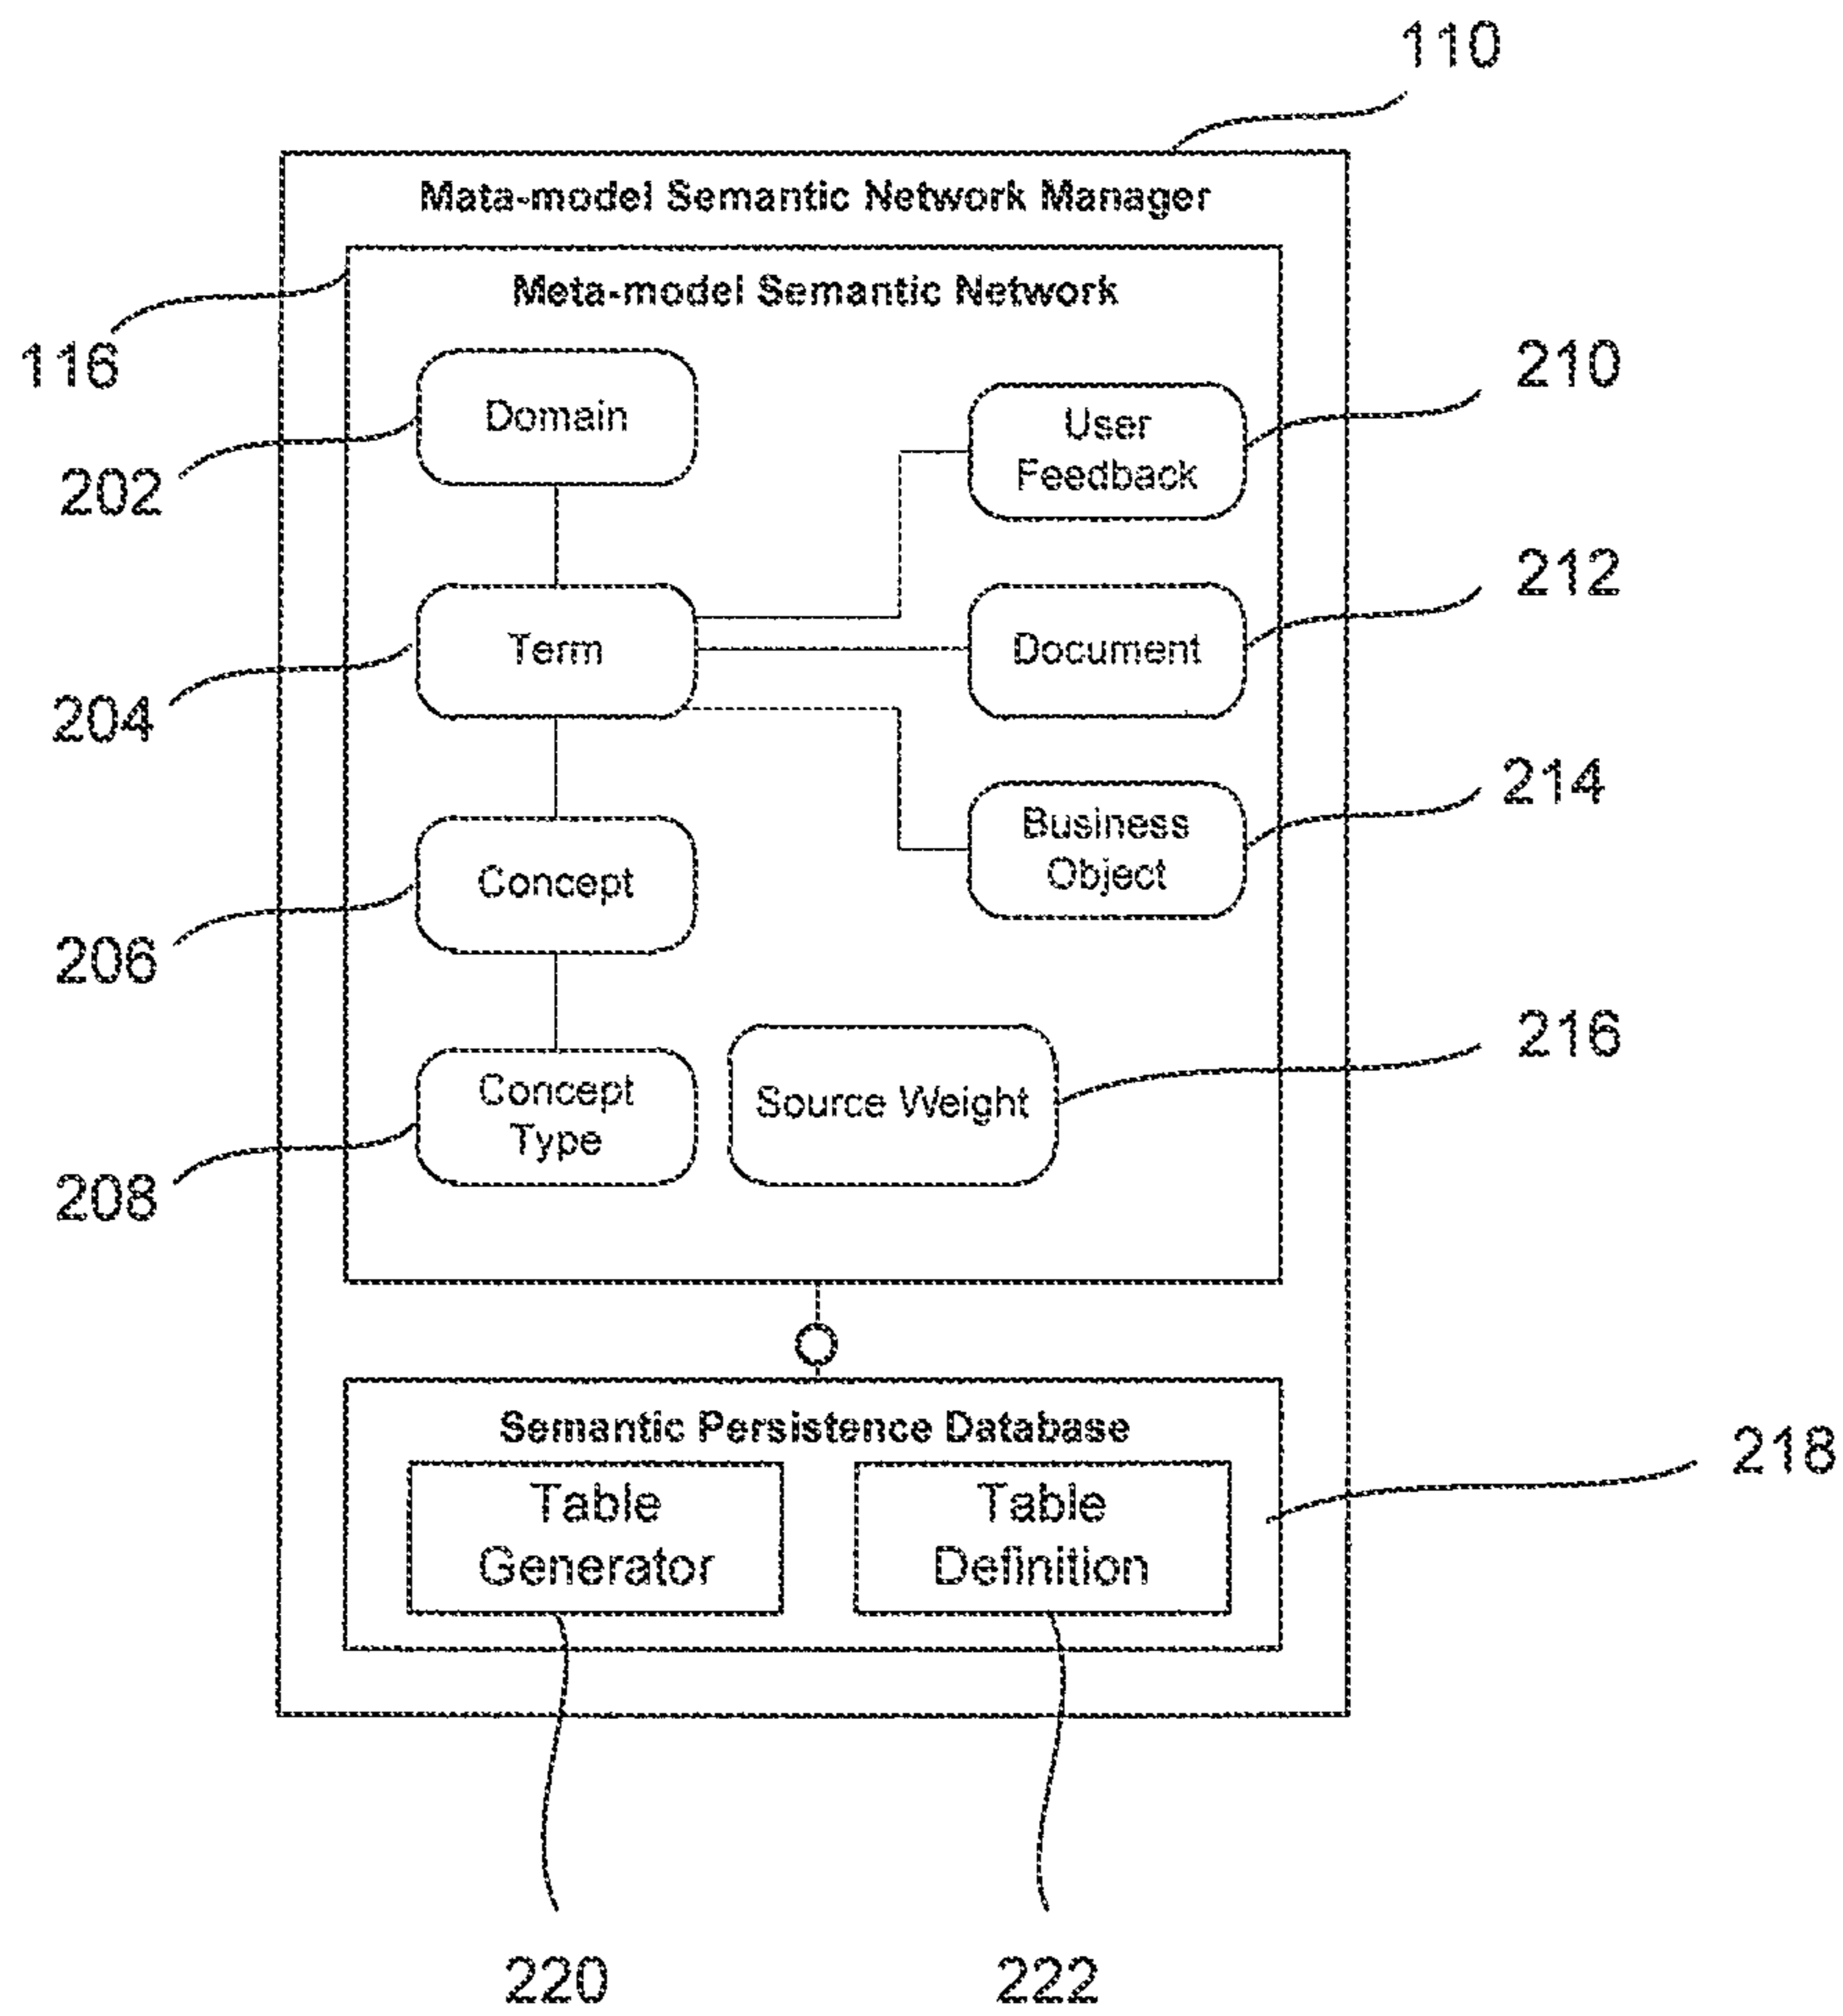 110
Mata-model Semantic Network Manager
Meta-model Semantic Network
116
Domain
202
User
Feedback
210
Term
204
Document
212
Business
Object
214
Concept
206
Concept
Type
208
Source Weight
216
Semantic Persistence Database
218
Table
Generator
Table
Definition
220
222